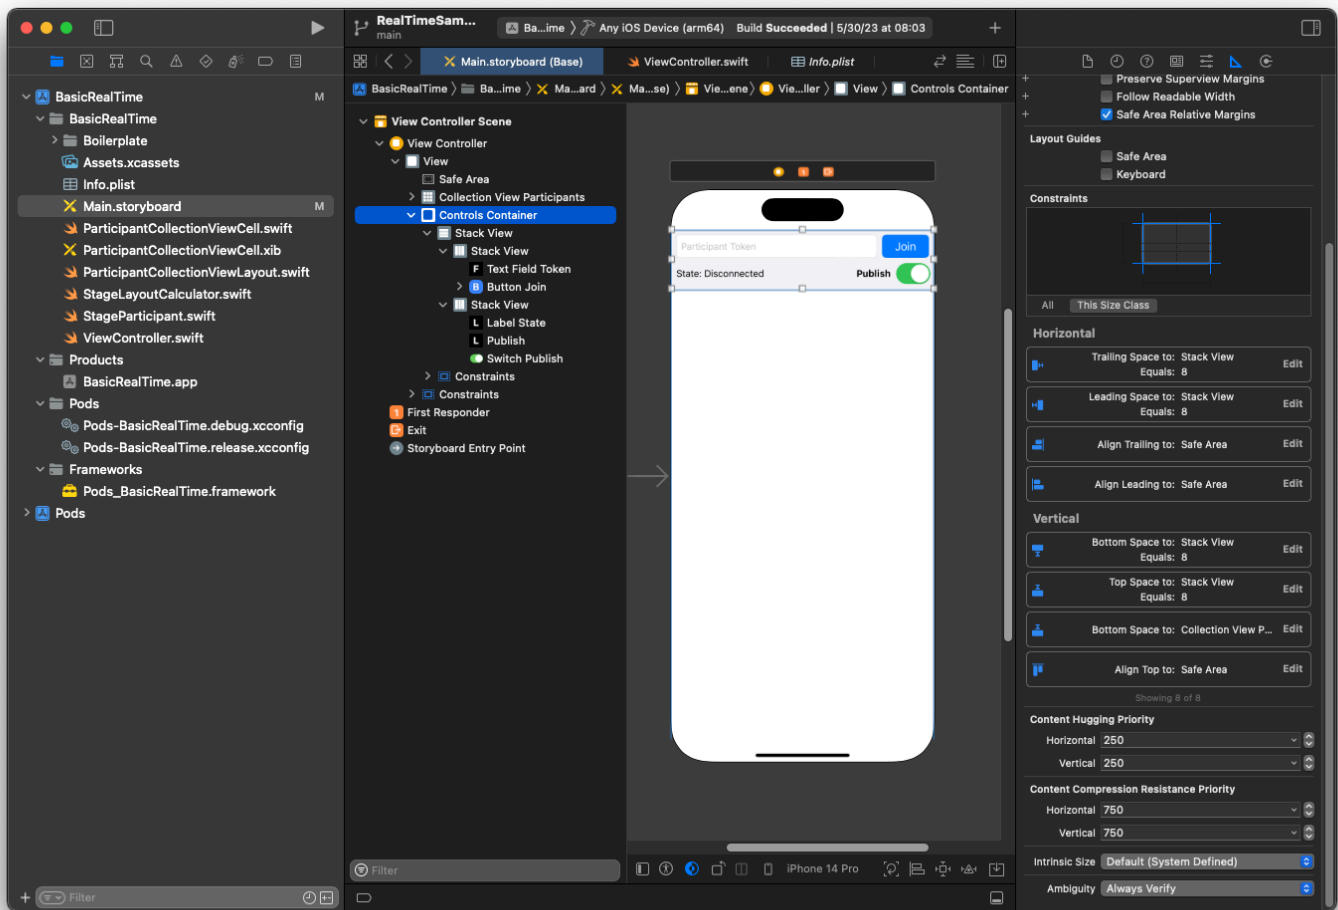 RealTimeSam...
main
Ba...ime 〉 Any iOS Device (arm64) Build Succeeded | 5/30/23 at 08:03
Main.storyboard (Base)
ViewController.swift
Info.plist
BasicRealTime 〉 Ba...ime 〉 Ma...ard 〉 Ma...se) 〉 Vie...ene) 〉 Vie...ller 〉 View 〉 Controls Container
BasicRealTime M
BasicRealTime
Boilerplate
Assets.xcassets
Info.plist
Main.storyboard M
ParticipantCollectionViewCell.swift
ParticipantCollectionViewCell.xib
ParticipantCollectionViewLayout.swift
StageLayoutCalculator.swift
StageParticipant.swift
ViewController.swift
Products
BasicRealTime.app
Pods
Pods-BasicRealTime.debug.xcconfig
Pods-BasicRealTime.release.xcconfig
Frameworks
Pods_BasicRealTime.framework
Pods
Filter
View Controller Scene
View Controller
View
Safe Area
Collection View Participants
Controls Container
Stack View
Stack View
F Text Field Token
B Button Join
Stack View
L Label State
L Publish
Switch Publish
Constraints
Constraints
1 First Responder
Exit
Storyboard Entry Point
Filter
Participant Token
Join
State: Disconnected
Publish
iPhone 14 Pro
Preserve Superview Margins
Follow Readable Width
Safe Area Relative Margins
Layout Guides
Safe Area
Keyboard
Constraints
All This Size Class
Horizontal
Trailing Space to: Stack View
Equals: 8
Edit
Leading Space to: Stack View
Equals: 8
Edit
Align Trailing to: Safe Area Edit
Align Leading to: Safe Area Edit
Vertical
Bottom Space to: Stack View
Equals: 8
Edit
Top Space to: Stack View
Equals: 8
Edit
Bottom Space to: Collection View P... Edit
Align Top to: Safe Area Edit
Showing 8 of 8
Content Hugging Priority
Horizontal 250
Vertical 250
Content Compression Resistance Priority
Horizontal 750
Vertical 750
Intrinsic Size Default (System Defined)
Ambiguity Always Verify